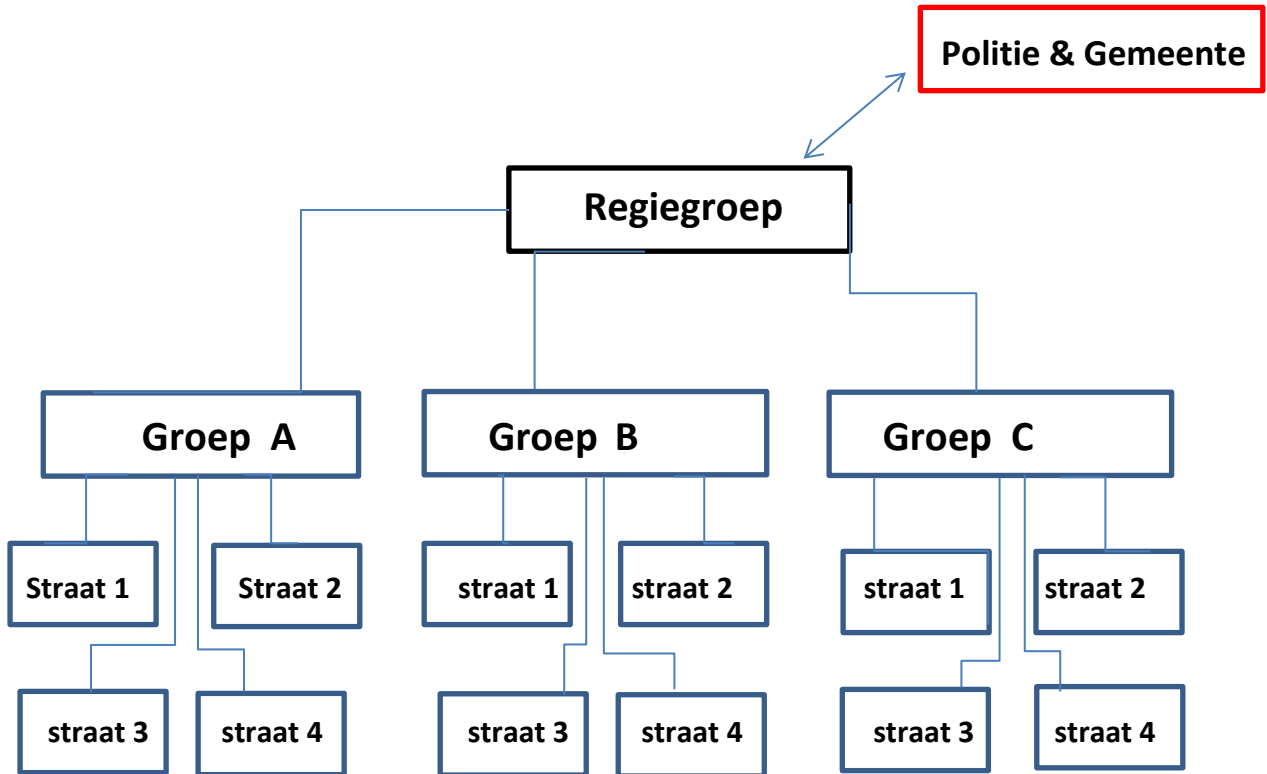 Politie & Gemeente
Regiegroep
Groep A
Groep B
Groep C
Straat 1
Straat 2
straat 1
straat 2
straat 1
straat 2
straat 3
straat 4
straat 3
straat 4
straat 3
straat 4